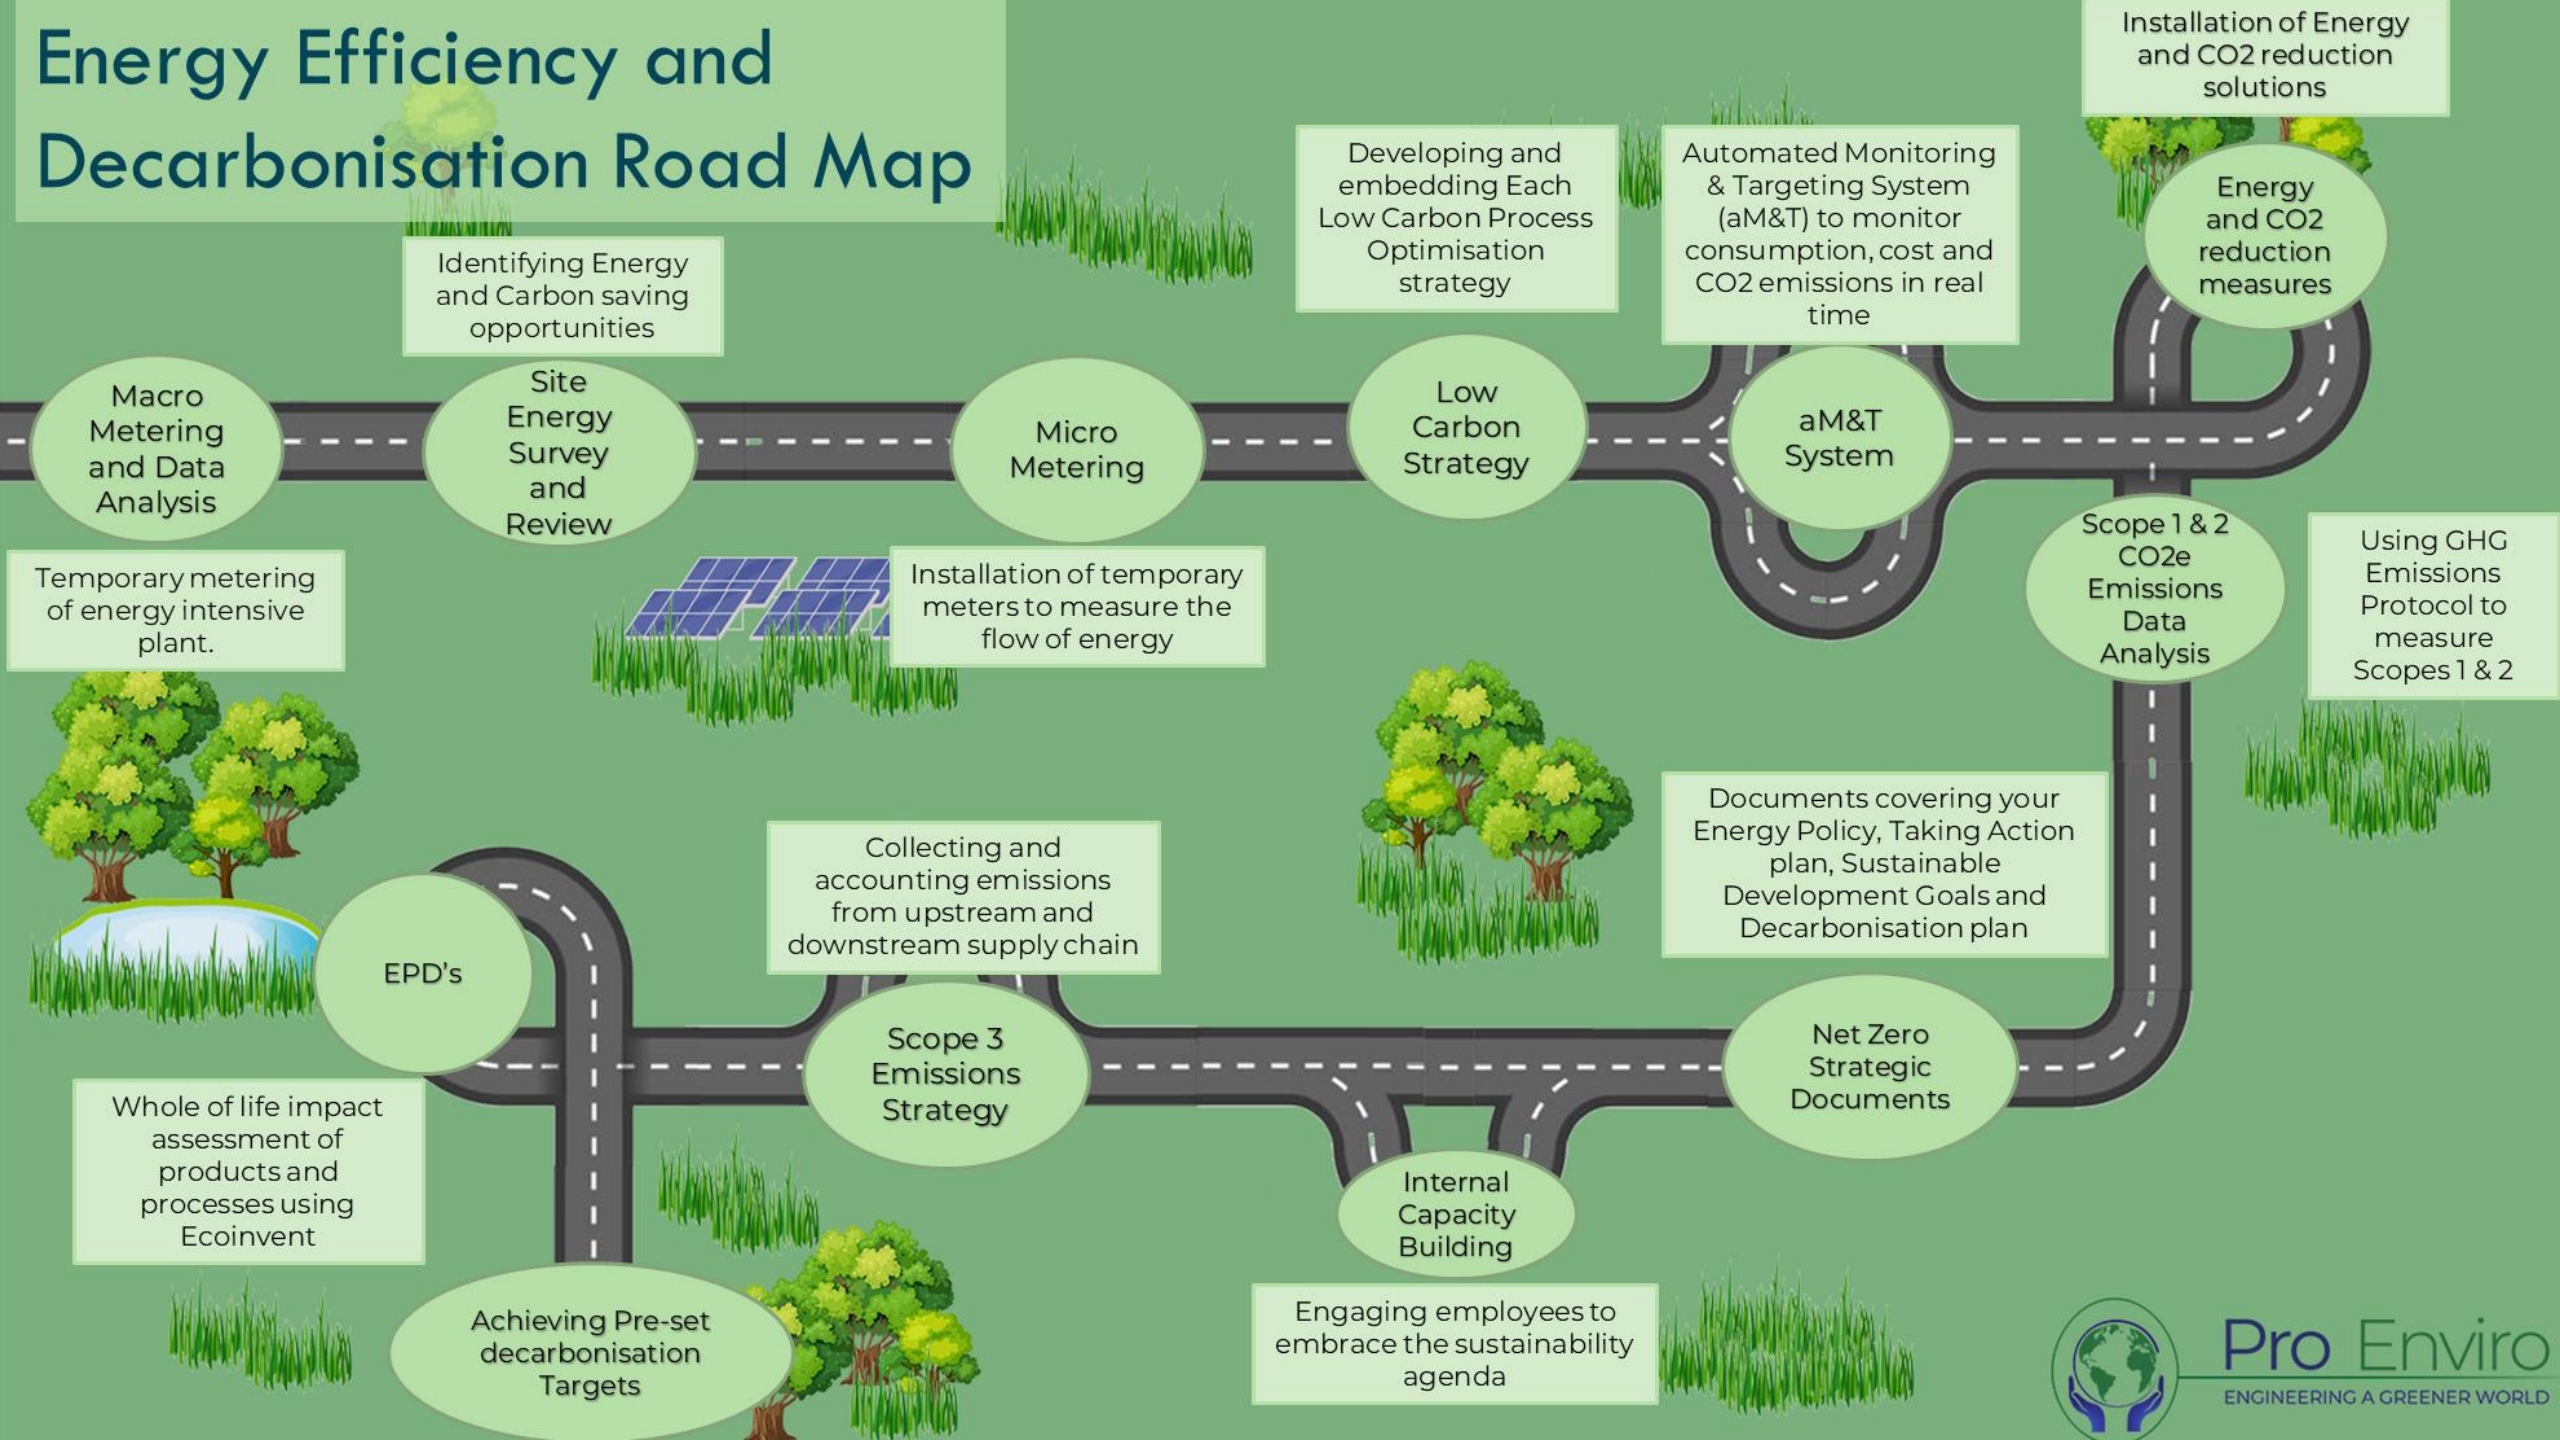 Energy Efficiency and
Decarbonisation Road Map
Macro
Metering
and Data
Analysis
Temporary metering
of energy intensive
plant.
Identifying Energy
and Carbon saving
opportunities
Site
Energy
Survey
and
Review
Micro
Metering
Installation of temporary
meters to measure the
flow of energy
Developing and
embedding Each
Low Carbon Process
Optimisation
strategy
Low
Carbon
Strategy
Automated Monitoring
& Targeting System
(aM&T) to monitor
consumption, cost and
CO2 emissions in real
time
aM&T
System
Installation of Energy
and CO2 reduction
solutions
Energy
and CO2
reduction
measures
Scope 1 & 2
CO2e
Emissions
Data
Analysis
Using GHG
Emissions
Protocol to
measure
Scopes 1 & 2
Documents covering your
Energy Policy, Taking Action
plan, Sustainable
Development Goals and
Decarbonisation plan
Net Zero
Strategic
Documents
Internal
Capacity
Building
Engaging employees to
embrace the sustainability
agenda
Collecting and
accounting emissions
from upstream and
downstream supply chain
Scope 3
Emissions
Strategy
EPD's
Whole of life impact
assessment of
products and
processes using
Ecoinvent
Achieving Pre-set
decarbonisation
Targets
Pro Enviro
ENGINEERING A GREENER WORLD